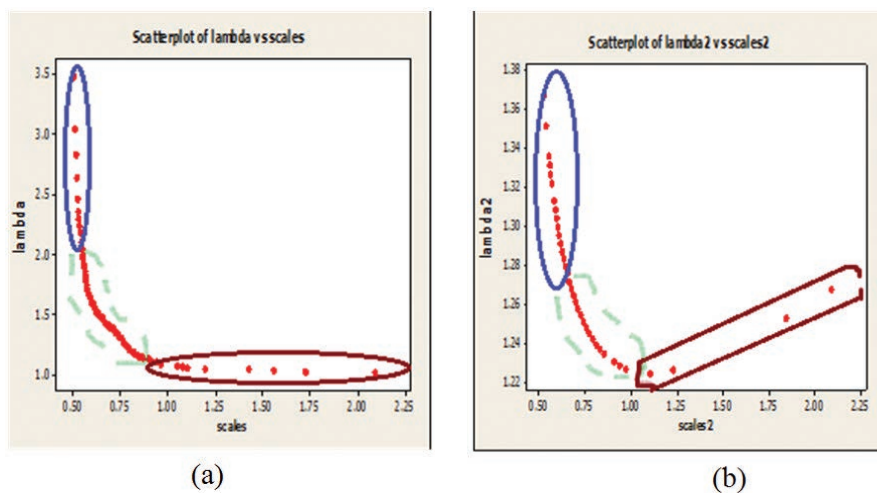 Scatterplot of lambda vs scales
3.5
3.0
2.5
2.0
1.5
1.0
lambda
0.50 0.75 1.00 1.25 1.50 1.75 2.00 2.25
scales
(a)
Scatterplot of lambda2 vs scales2
1.38
1.36
1.34
1.32
1.30
1.28
1.26
1.24
1.22
lambda2
0.50 0.75 1.00 1.25 1.50 1.75 2.00 2.25
scales2
(b)